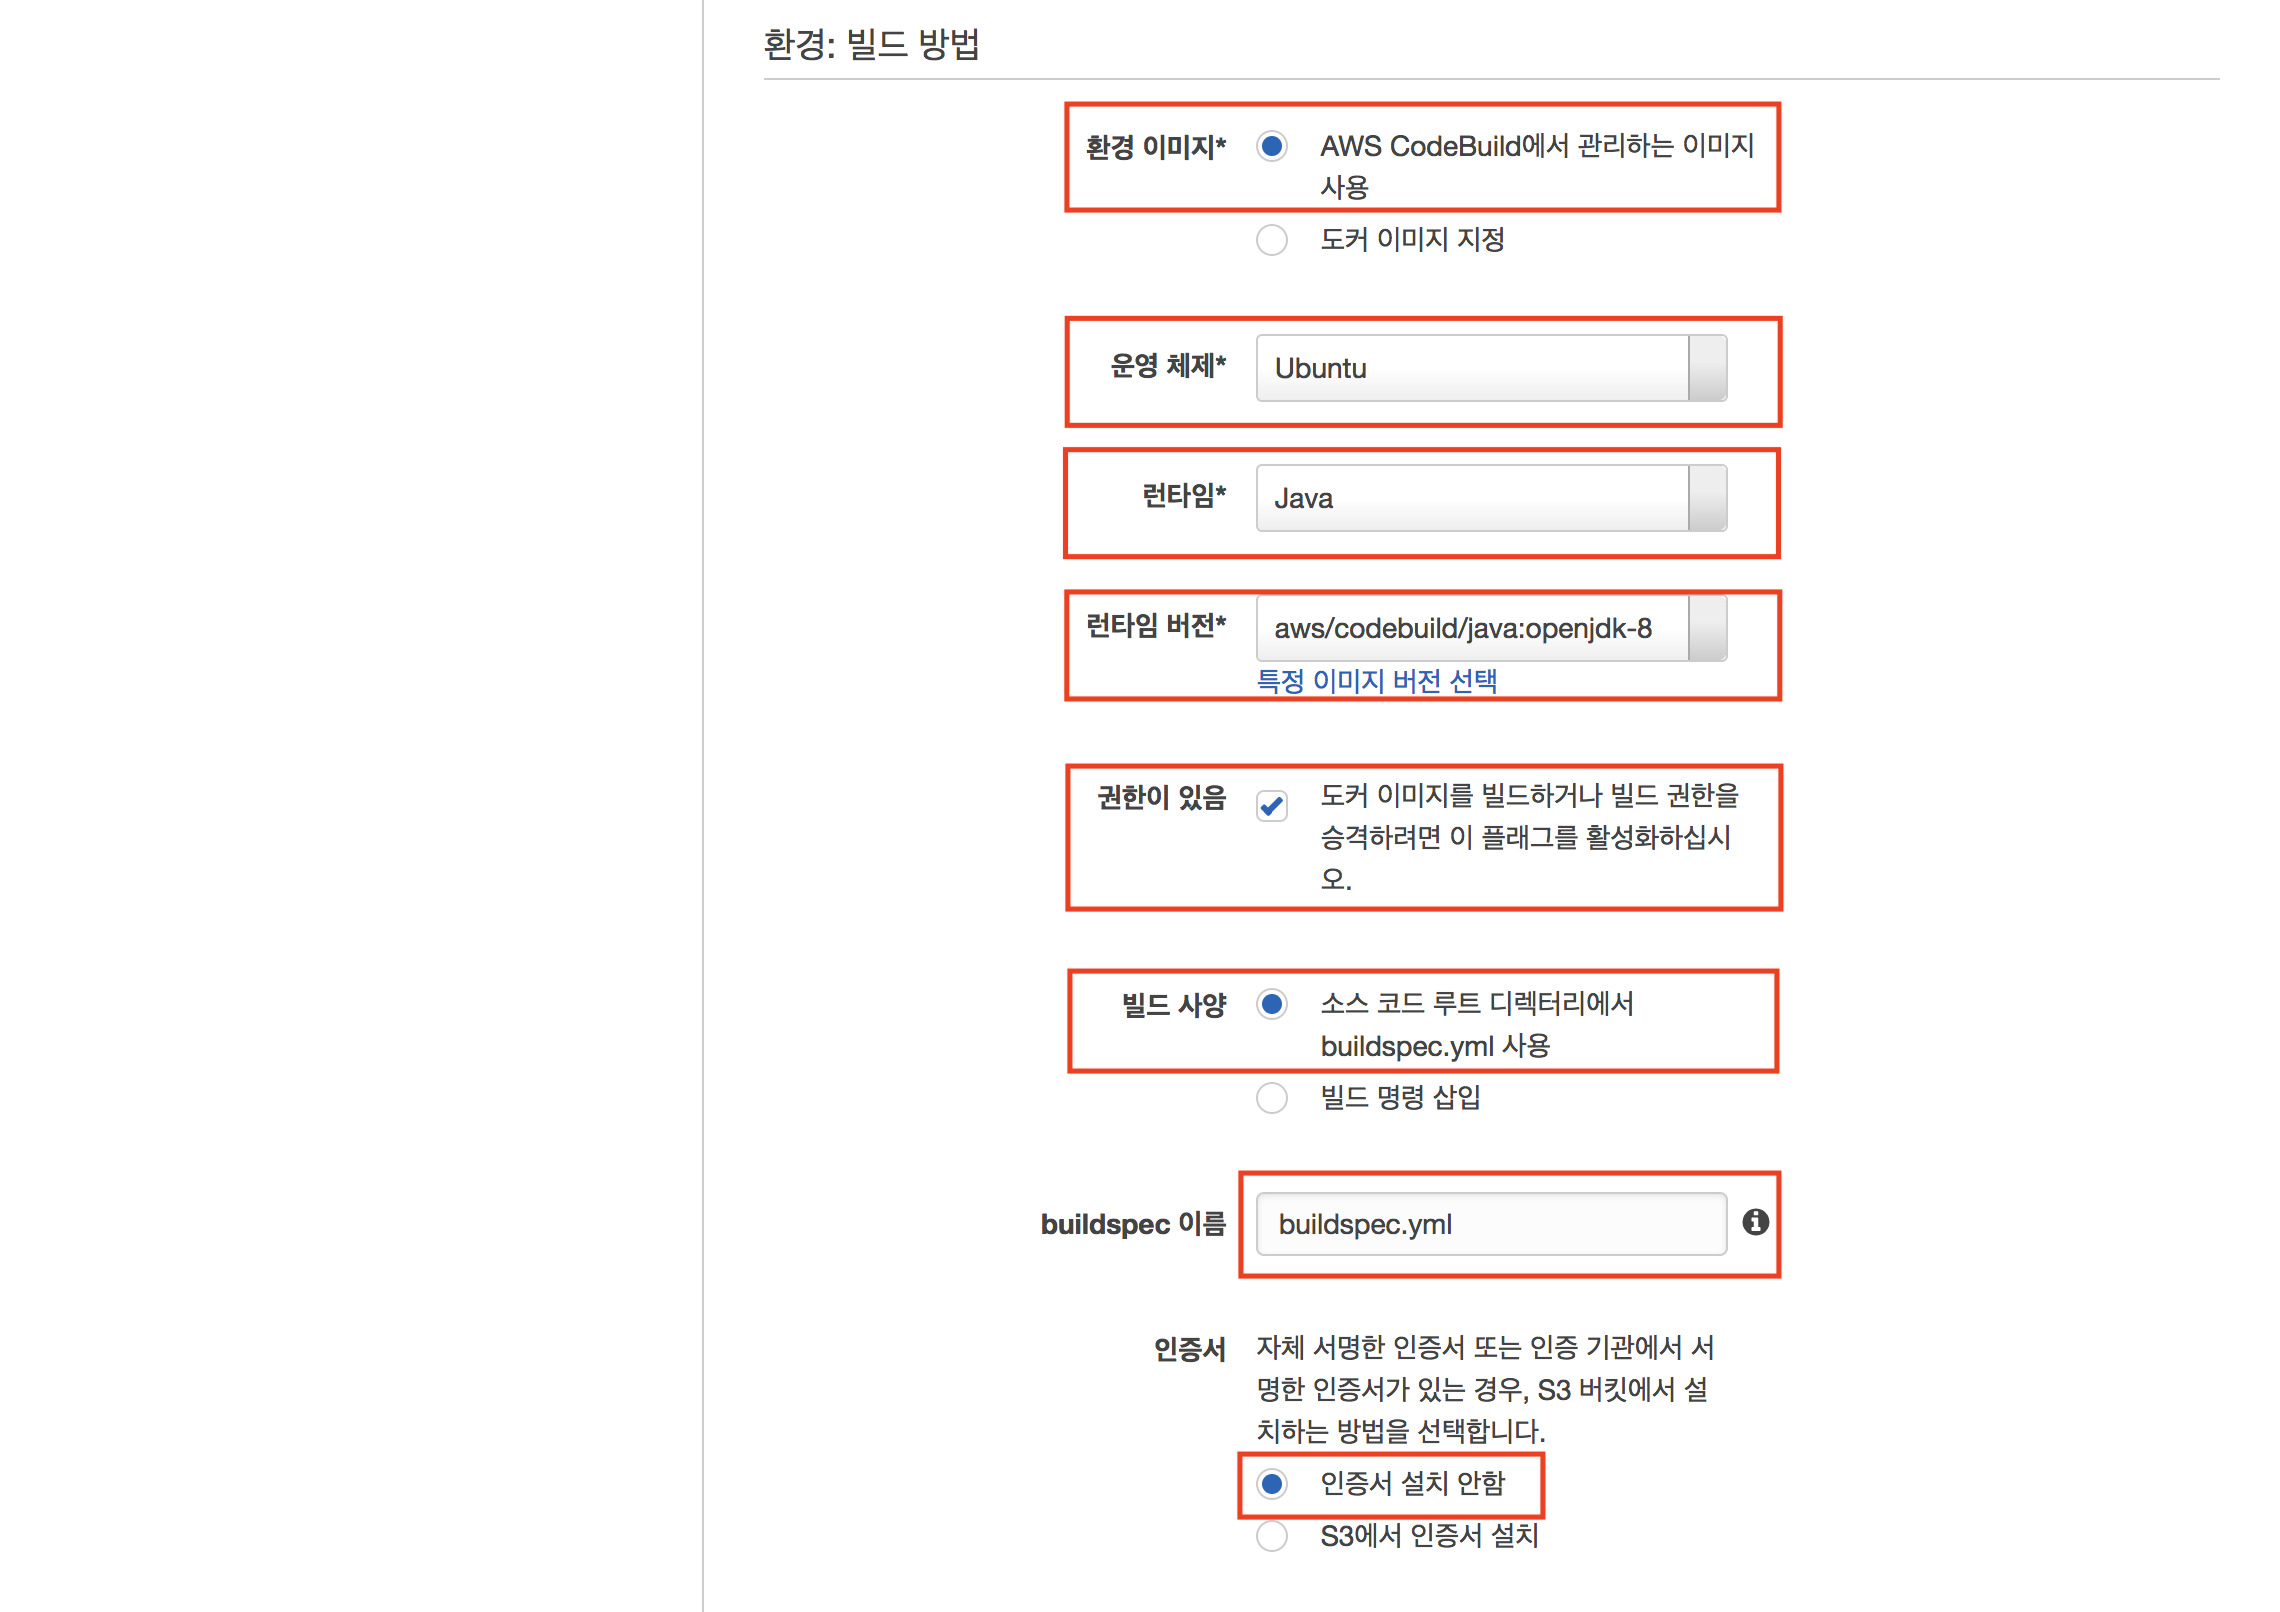 환경: 빌드 방법
환경 이미지* AWS CodeBuild에서 관리하는 이미지
사용
도커 이미지 지정
운영 체제* Ubuntu
런타임* Java
런타임 버전* aws/codebuild/java:openjdk-8
특정 이미지 버전 선택
권한이 있음 도커 이미지를 빌드하거나 빌드 권한을
승격하려면 이 플래그를 활성화하십시
오.
빌드 사양 소스 코드 루트 디렉터리에서
buildspec.yml 사용
빌드 명령 삽입
buildspec 이름 buildspec.yml
인증서 자체 서명한 인증서 또는 인증 기관에서 서
명한 인증서가 있는 경우, S3 버킷에서 설
치하는 방법을 선택합니다.
인증서 설치 안함
S3에서 인증서 설치